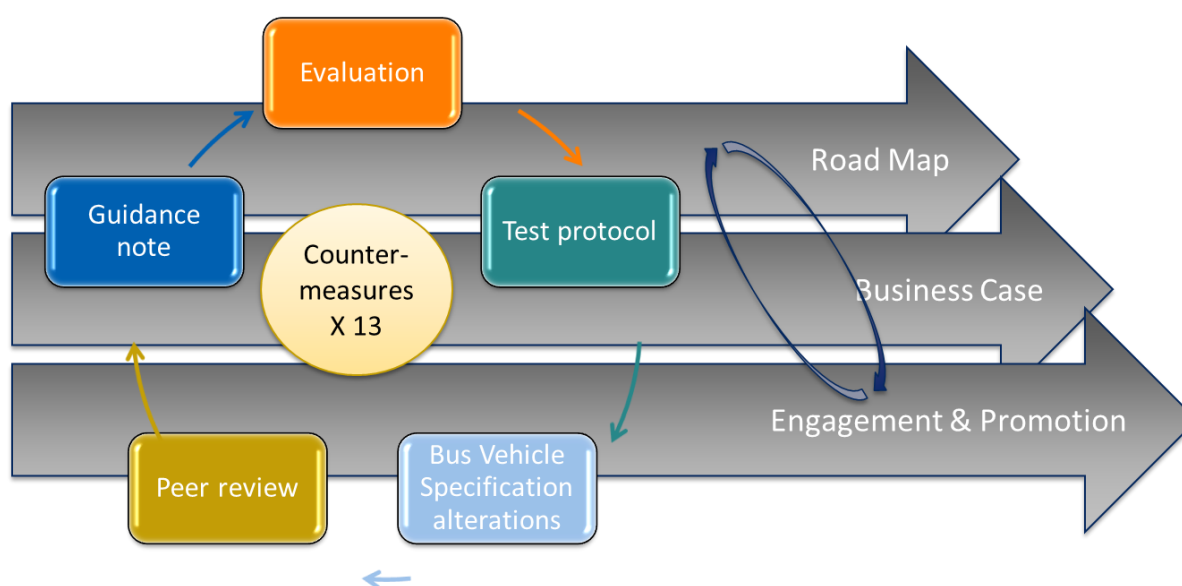 Evaluation
Road Map
Guidance
note
Test protocol
Counter-
measures
X 13
Business Case
Engagement & Promotion
Peer review
Bus Vehicle
Specification
alterations